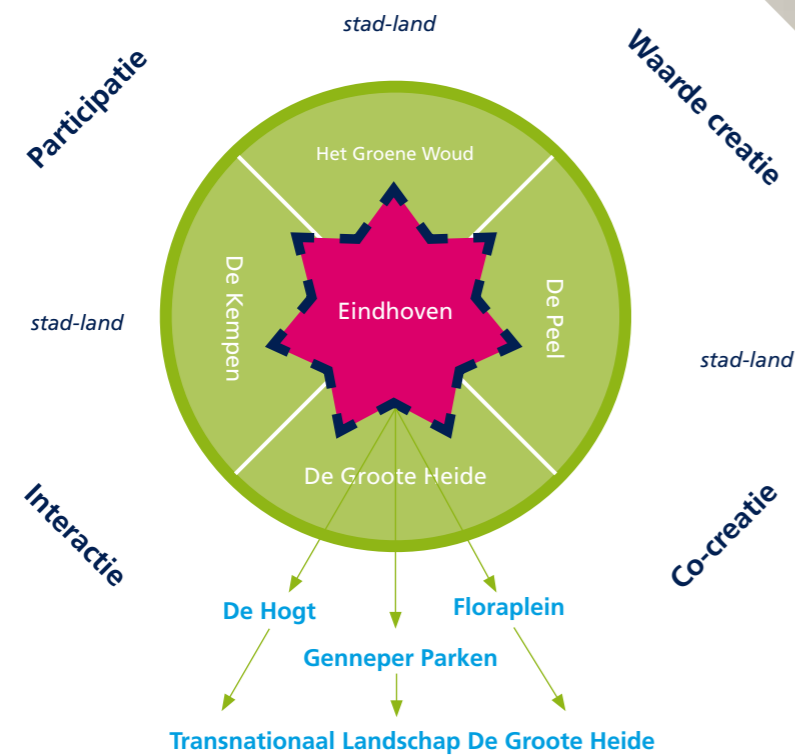 stad-land
Participatie
Waarde creatie
Het Groene Woud
De Kempen
Eindhoven
De Peel
stad-land
stad-land
De Groote Heide
Interactie
Co-creatie
De Hogt
Floraplein
Genneper Parken
Transnationaal Landschap De Groote Heide